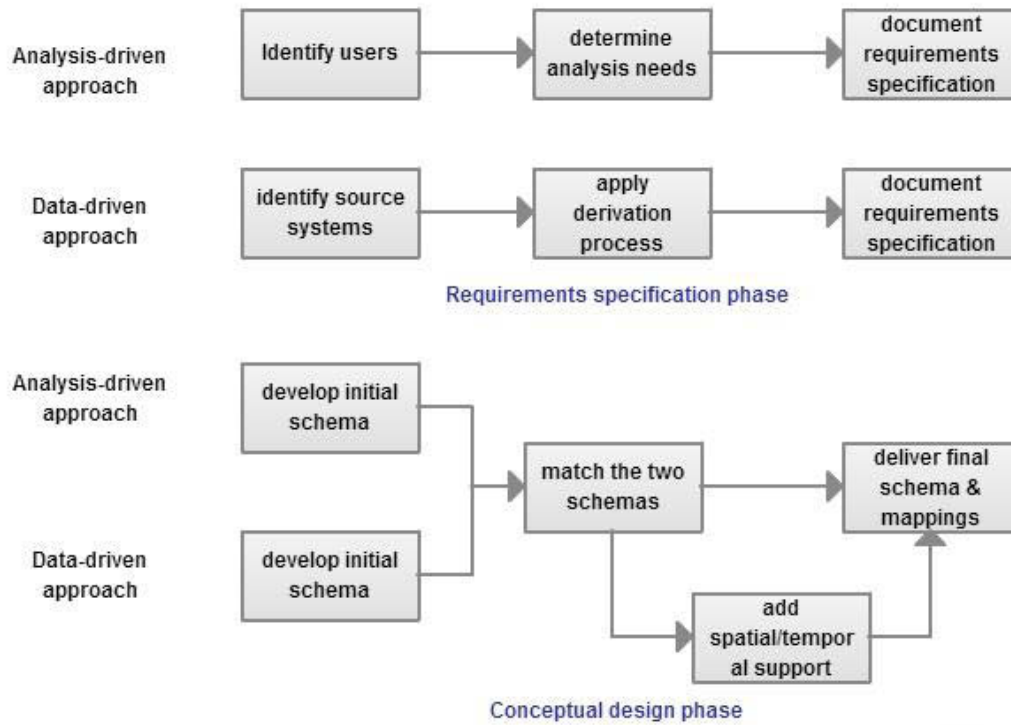 Analysis-driven
approach
Identify users
determine
analysis needs
document
requirements
specification
Data-driven
approach
identify source
systems
apply
derivation
process
document
requirements
specification
Requirements specification phase
Analysis-driven
approach
develop initial
schema
match the two
schemas
deliver final
schema &
mappings
Data-driven
approach
develop initial
schema
add
spatial/tempor
al support
Conceptual design phase